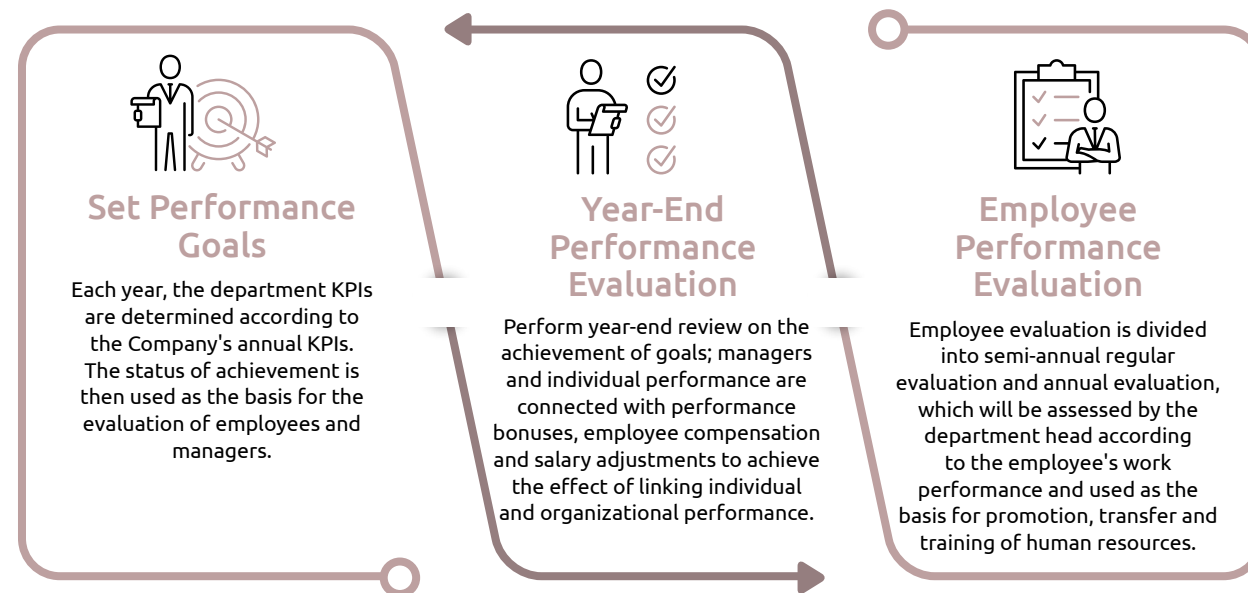 Set Performance
Goals
Each year, the department KPIs
are determined according to
the Company's annual KPIs.
The status of achievement is
then used as the basis for the
evaluation of employees and
managers.
Year-End
Performance
Evaluation
Perform year-end review on the
achievement of goals; managers
and individual performance are
connected with performance
bonuses, employee compensation
and salary adjustments to achieve
the effect of linking individual
and organizational performance.
Employee
Performance
Evaluation
Employee evaluation is divided
into semi-annual regular
evaluation and annual evaluation,
which will be assessed by the
department head according
to the employee's work
performance and used as the
basis for promotion, transfer and
training of human resources.